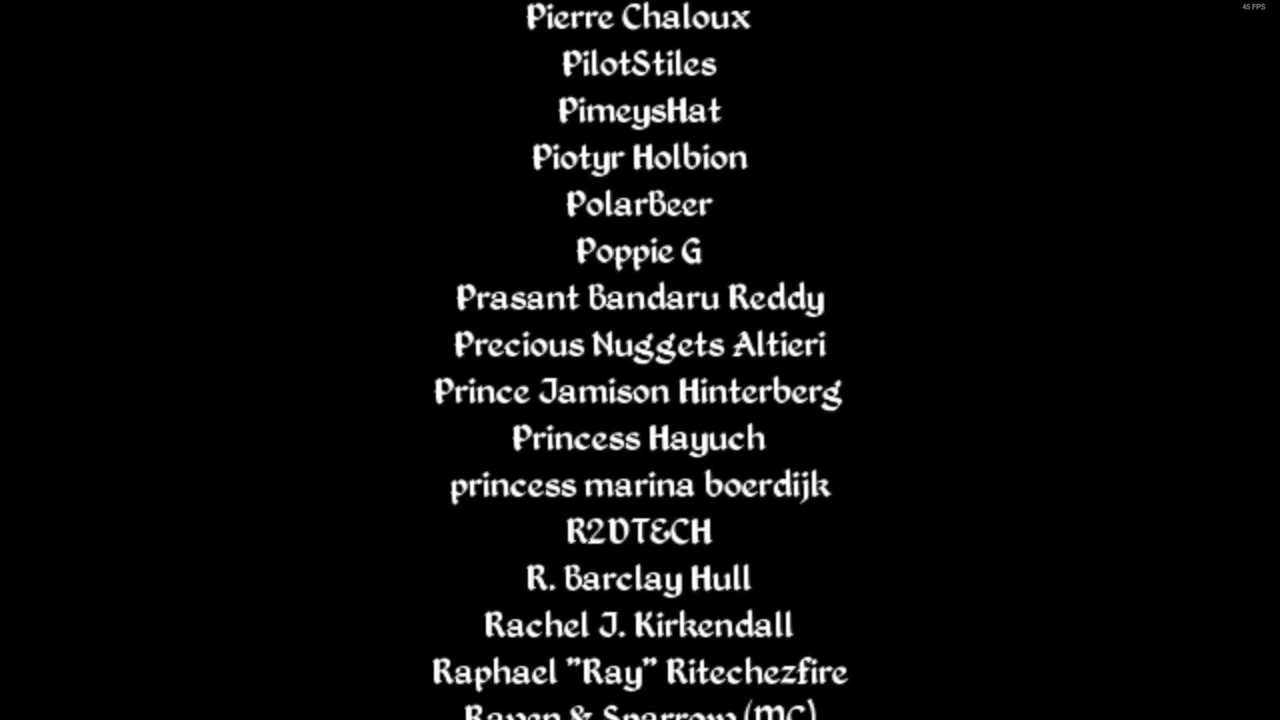 45 FPS
Pierre Chaloux
PilotStiles
PimeysHat
Piotyr Holbion
PolarBeer
Poppie G
Prasant Bandaru Reddy
Precious Nuggets Altieri
Prince Jamison Hinterberg
Princess Hayuch
princess marina boerdijk
R2DTECH
R. Barclay Hull
Rachel J. Kirkendall
Raphael "Ray" Ritechezfire
Raven & Sparrow (MC)